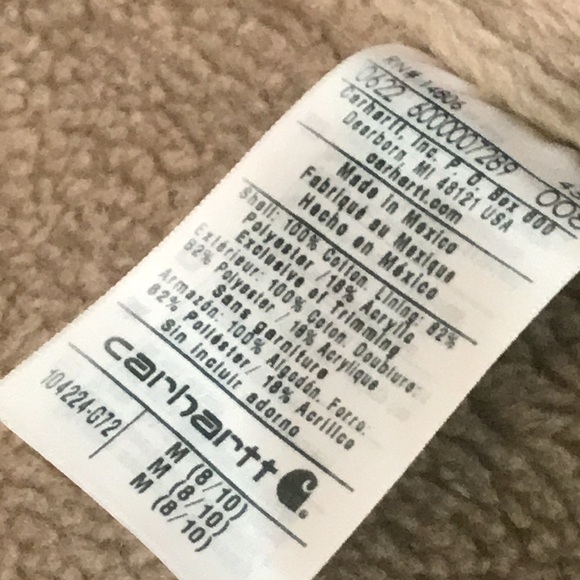 RN# 14806
0622 6000007289
Carhartt, Inc. P.O. Box 600
Dearborn, MI 48121 USA
carhartt.com
Made in Mexico
Fabriqué au Mexique
Hecho en México
Shell: 100% Cotton. Lining: 82%
Polyester /18% Acrylic
Exclusive of Trimming
Extérieur: 100% Coton. Doublure:
82% Polyester/ 18% Acrylique
Sans garniture
Armazón: 100% Algodón. Forro:
82% Poliéster/ 18% Acrílico
Sin incluir adorno
carhartt
104224-G72
M (8/10)
M (8/10)
M (8/10)